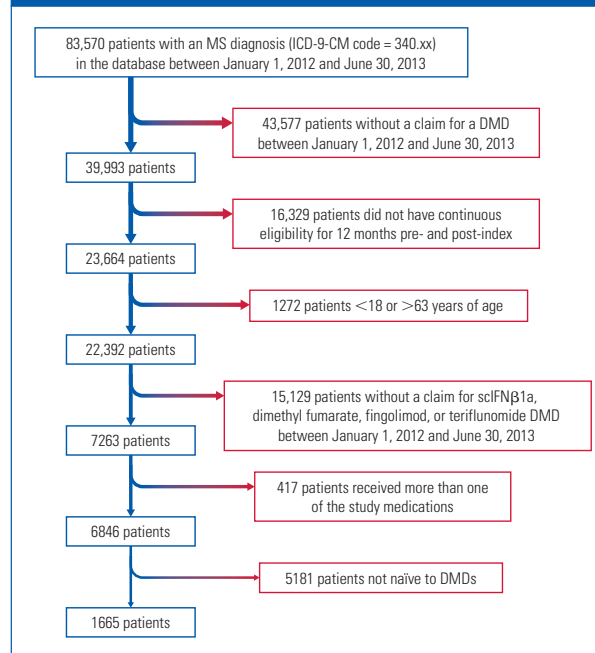 83,570 patients with an MS diagnosis (ICD-9-CM code = 340.xx)
in the database between January 1, 2012 and June 30, 2013
43,577 patients without a claim for a DMD
between January 1, 2012 and June 30, 2013
39,993 patients
16,329 patients did not have continuous
eligibility for 12 months pre- and post-index
23,664 patients
1272 patients <18 or >63 years of age
22,392 patients
15,129 patients without a claim for scIFNβ1a,
dimethyl fumarate, fingolimod, or teriflunomide DMD
between January 1, 2012 and June 30, 2013
7263 patients
417 patients received more than one
of the study medications
6846 patients
5181 patients not naïve to DMDs
1665 patients